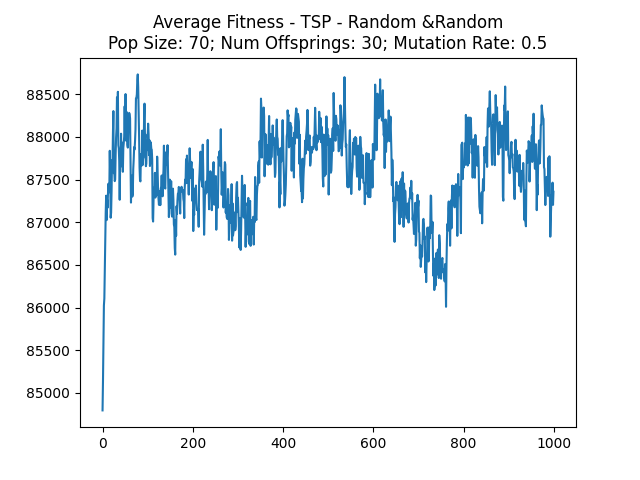 Average Fitness - TSP - Random &Random
Pop Size: 70; Num Offsprings: 30; Mutation Rate: 0.5
88500
88000
87500
87000
86500
86000
85500
85000
0 200 400 600 800 1000